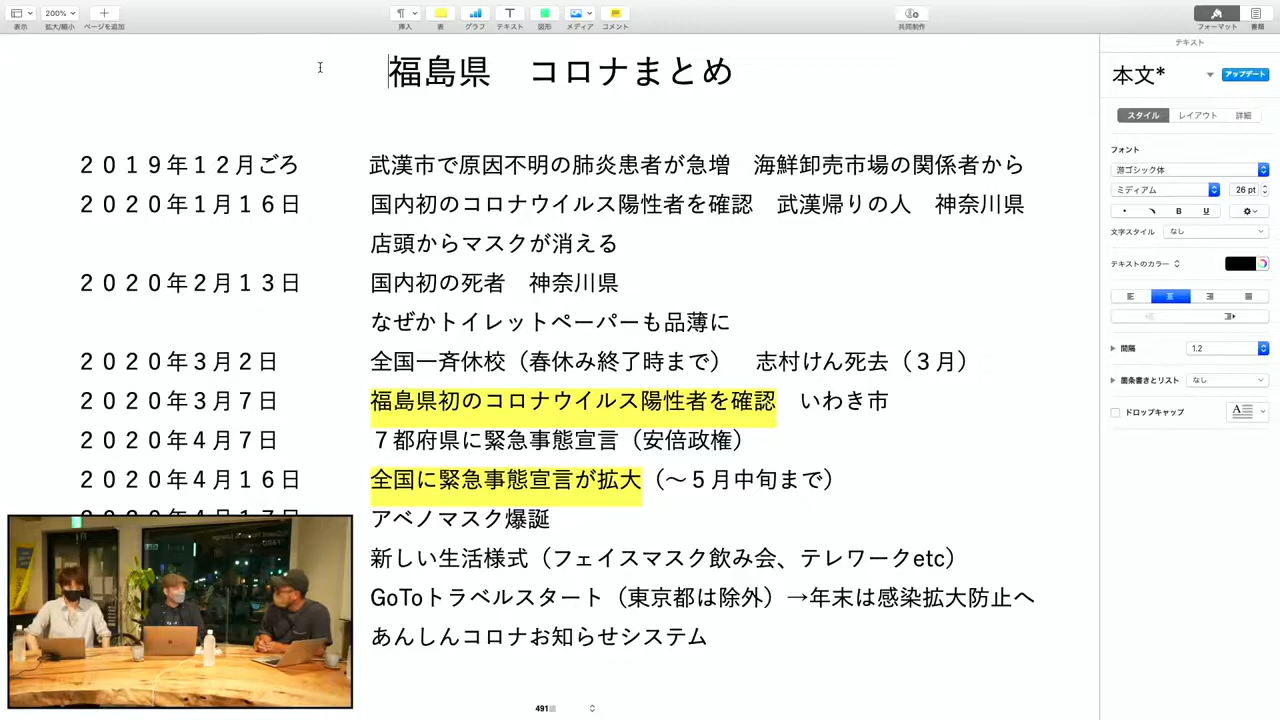 200%
表示
拡大/縮小
ページを追加
挿入
表
グラフ
テキスト
図形
メディア
コメント
共同制作
フォーマット
書類
福島県　コロナまとめ
２０１９年１２月ごろ　武漢市で原因不明の肺炎患者が急増　海鮮卸売市場の関係者から
２０２０年１月１６日　国内初のコロナウイルス陽性者を確認　武漢帰りの人　神奈川県
店頭からマスクが消える
２０２０年２月１３日　国内初の死者　神奈川県
なぜかトイレットペーパーも品薄に
２０２０年３月２日　全国一斉休校（春休み終了時まで）　志村けん死去（３月）
２０２０年３月７日　福島県初のコロナウイルス陽性者を確認　いわき市
２０２０年４月７日　７都府県に緊急事態宣言（安倍政権）
２０２０年４月１６日　全国に緊急事態宣言が拡大（〜５月中旬まで）
２０２０年４月１７日　アベノマスク爆誕
新しい生活様式（フェイスマスク飲み会、テレワークetc）
GoToトラベルスタート（東京都は除外）→年末は感染拡大防止へ
あんしんコロナお知らせシステム
491
テキスト
本文*
アップデート
スタイル
レイアウト
詳細
フォント
游ゴシック体
ミディアム
26 pt
B
U
文字スタイル
なし
テキストのカラー
間隔
1.2
箇条書きとリスト
なし
ドロップキャップ